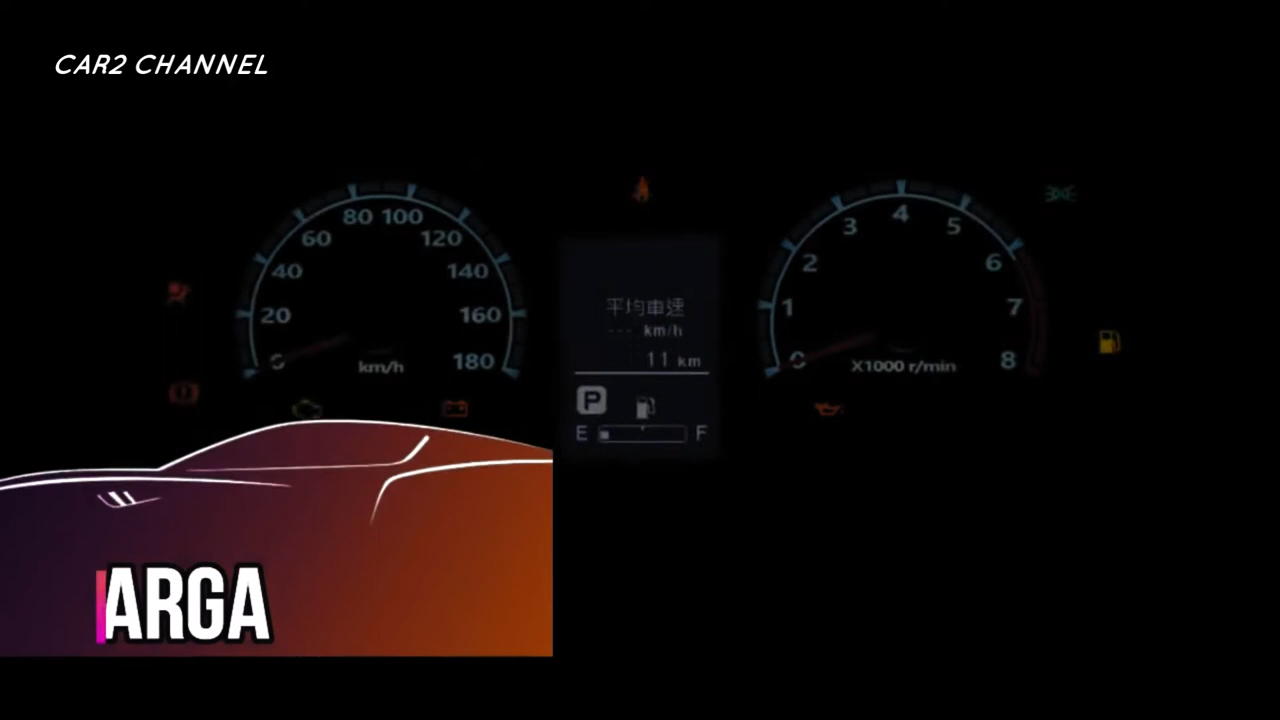 CAR2 CHANNEL
0
20
40
60
80
100
120
140
160
180
km/h
平均車速
--- km/h
11 km
P
E
F
0
1
2
3
4
5
6
7
8
X1000 r/min
ARGA